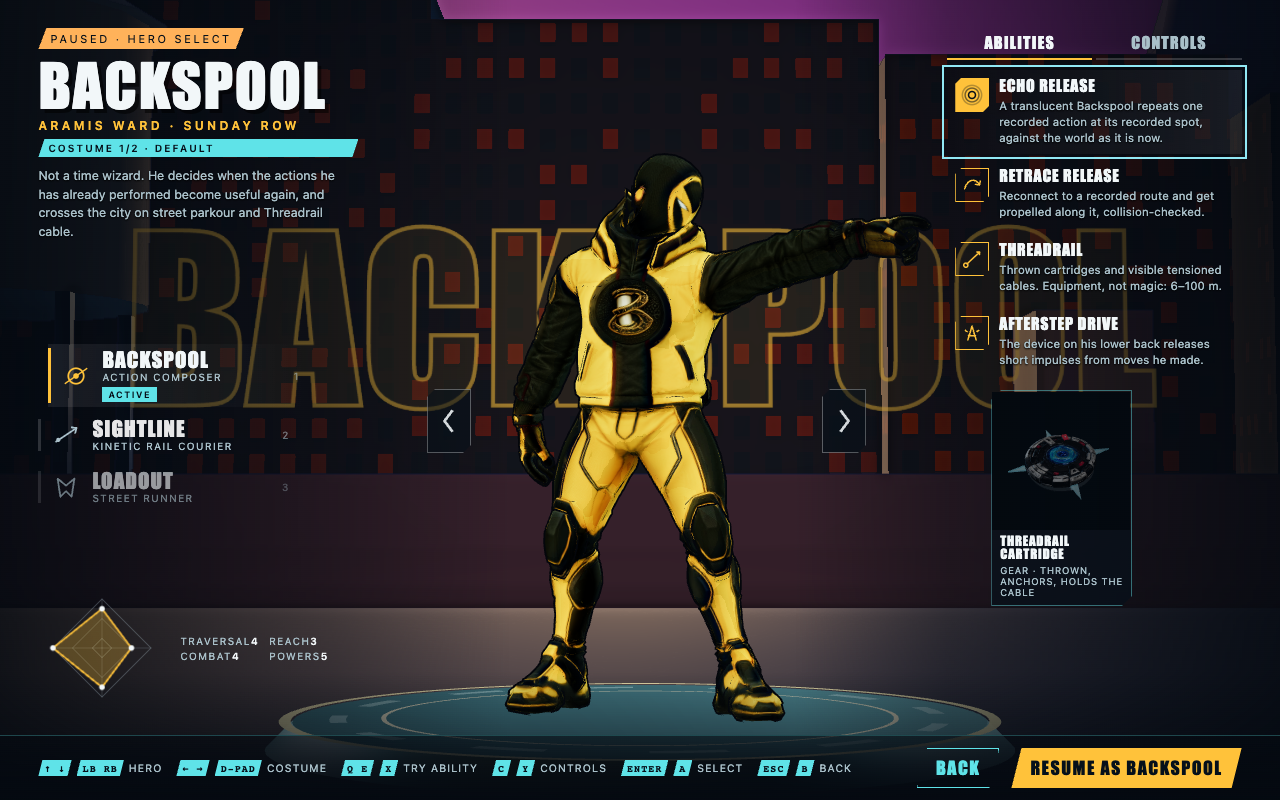 PAUSED · HERO SELECT
BACKSPOOL
ARAMIS WARD · SUNDAY ROW
COSTUME 1/2 · DEFAULT
Not a time wizard. He decides when the actions he
has already performed become useful again, and
crosses the city on street parkour and Threadrail
cable.
BACKSPOOL
BACKSPOOL
1
ACTION COMPOSER
ACTIVE
SIGHTLINE
2
KINETIC RAIL COURIER
LOADOUT
3
STREET RUNNER
TRAVERSAL4 REACH3
COMBAT4 POWERS5
B
ABILITIES CONTROLS
ECHO RELEASE
A translucent Backspool repeats one
recorded action at its recorded spot,
against the world as it is now.
RETRACE RELEASE
Reconnect to a recorded route and get
propelled along it, collision-checked.
THREADRAIL
Thrown cartridges and visible tensioned
cables. Equipment, not magic: 6–100 m.
AFTERSTEP DRIVE
The device on his lower back releases
short impulses from moves he made.
THREADRAIL
CARTRIDGE
GEAR · THROWN,
ANCHORS, HOLDS THE
CABLE
↑ ↓ LB RB HERO ← → D-PAD COSTUME Q E X TRY ABILITY C Y CONTROLS ENTER A SELECT ESC B BACK
BACK
RESUME AS BACKSPOOL